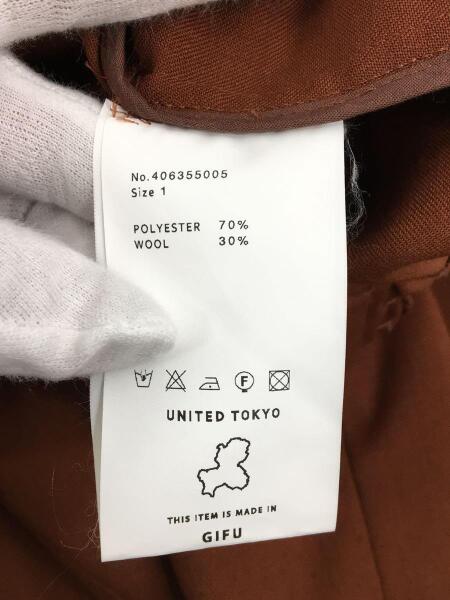 No.406355005
Size 1
POLYESTER 70%
WOOL 30%
F
UNITED TOKYO
THIS ITEM IS MADE IN
GIFU